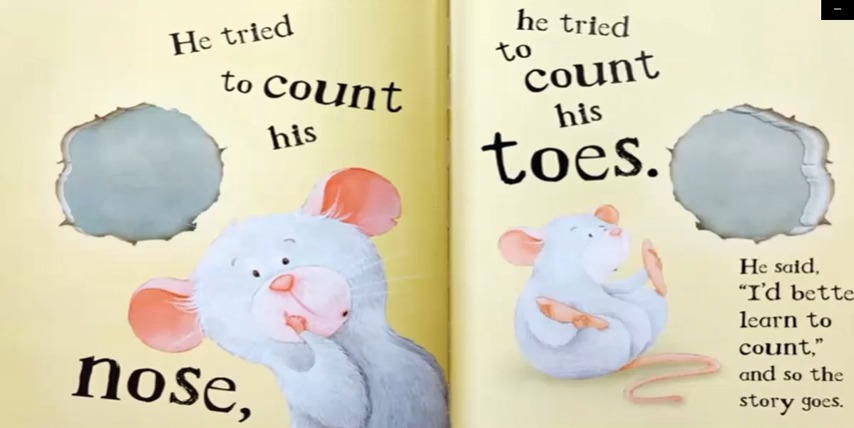 He tried
to count
his
nose,
he tried
to
count
his
toes.
He said,
“I’d bette
learn to
count,”
and so the
story goes.